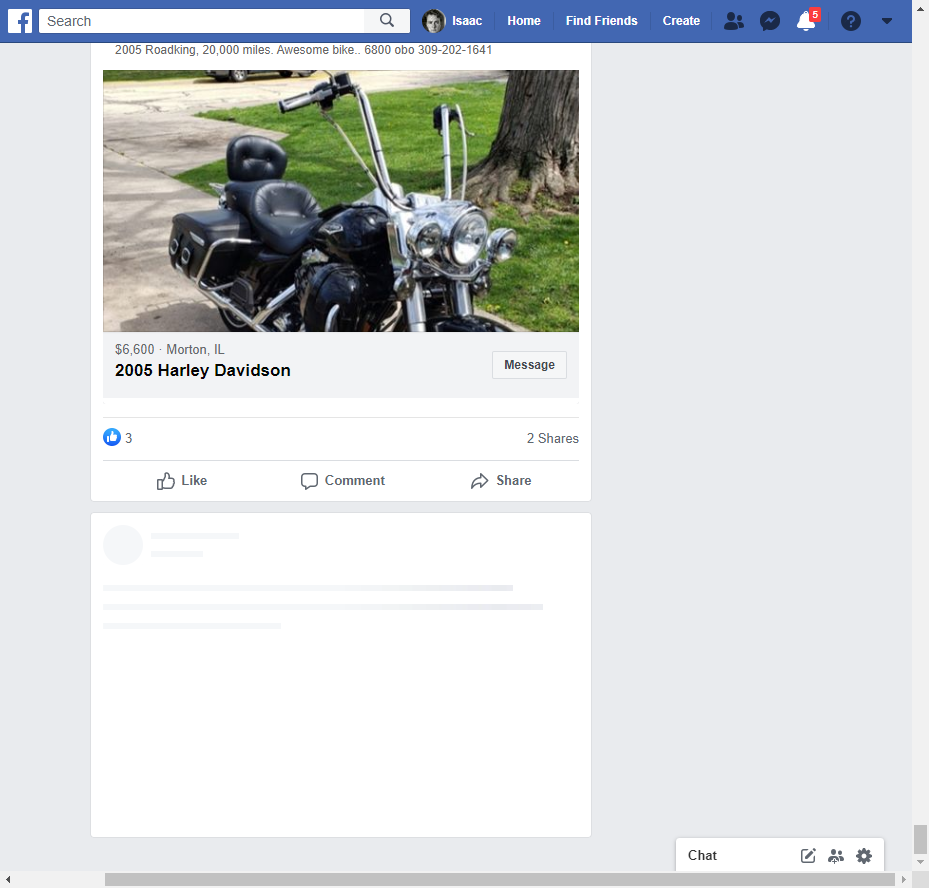 Search
Isaac
Home
Find Friends
Create
5
2005 Roadking, 20,000 miles. Awesome bike.. 6800 obo 309-202-1641
$6,600 · Morton, IL
2005 Harley Davidson
Message
3
2 Shares
Like
Comment
Share
Chat